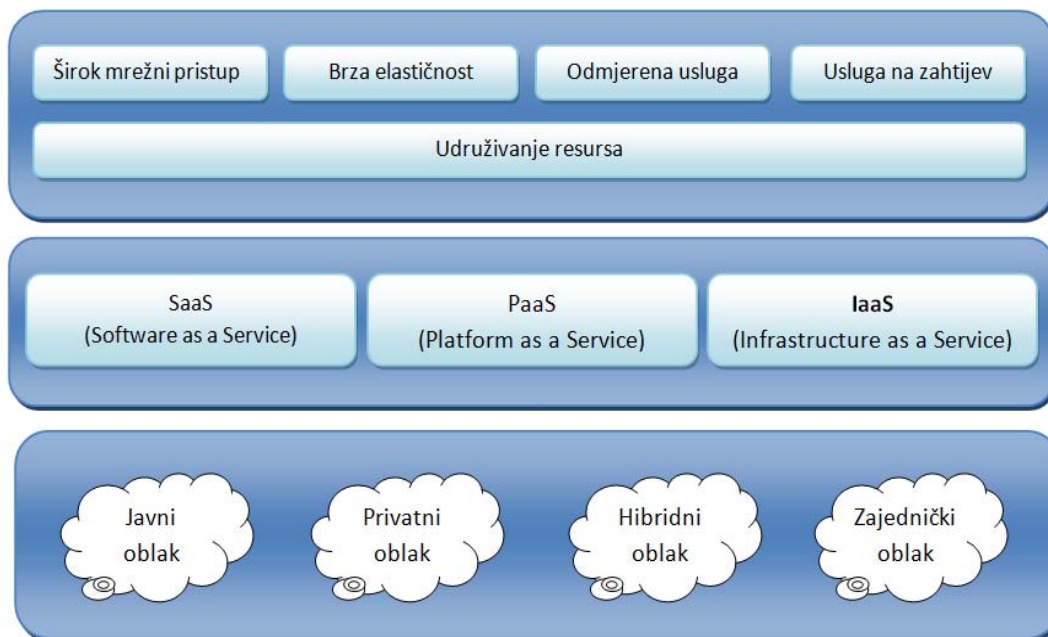 Širok mrežni pristup
Brza elastičnost
Odmjerena usluga
Usluga na zahtijev
Udruživanje resursa
SaaS
(Software as a Service)
PaaS
(Platform as a Service)
IaaS
(Infrastructure as a Service)
Javni
oblak
Privatni
oblak
Hibridni
oblak
Zajednički
oblak